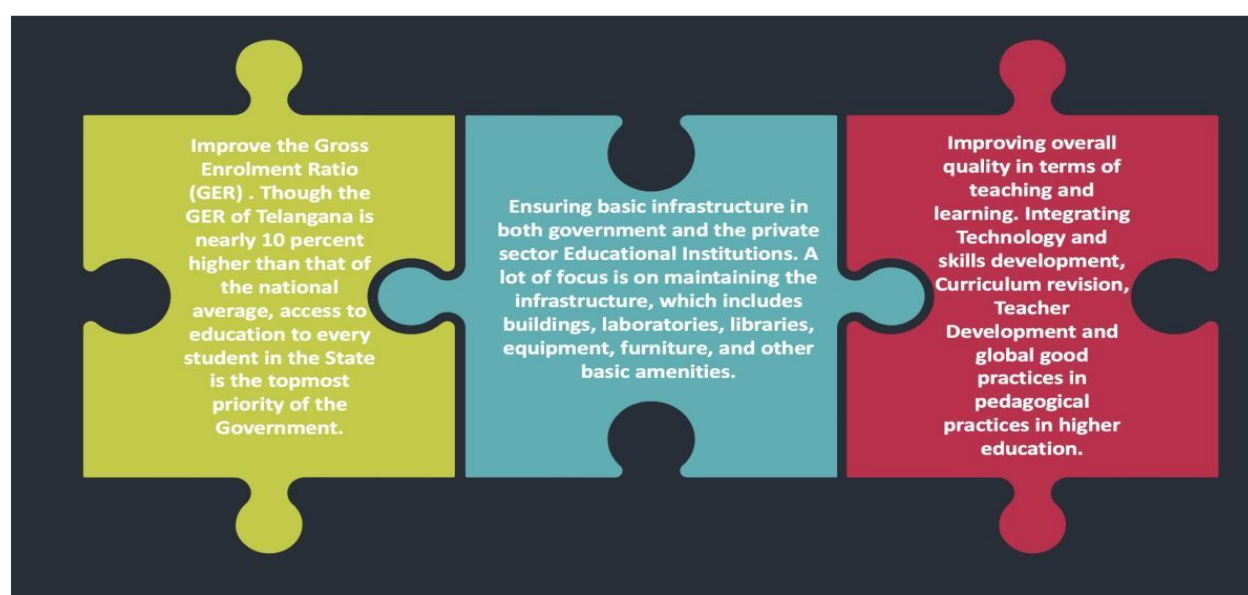 Improve the Gross
Enrolment Ratio
(GER) . Though the
GER of Telangana is
nearly 10 percent
higher than that of
the national
average, access to
education to every
student in the State
is the topmost
priority of the
Government.
Ensuring basic infrastructure in
both government and the private
sector Educational Institutions. A
lot of focus is on maintaining the
infrastructure, which includes
buildings, laboratories, libraries,
equipment, furniture, and other
basic amenities.
Improving overall
quality in terms of
teaching and
learning. Integrating
Technology and
skills development,
Curriculum revision,
Teacher
Development and
global good
practices in
pedagogical
practices in higher
education.